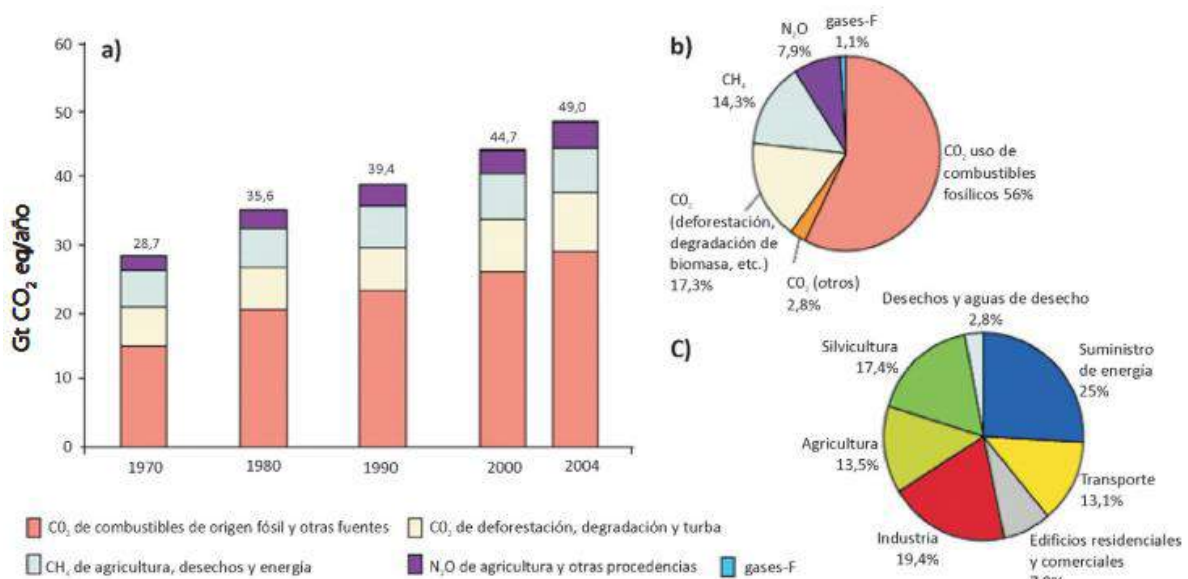 a)
Gt CO₂ eq/año
60
50
40
30
20
10
0
28,7
35,6
39,4
44,7
49,0
1970
1980
1990
2000
2004
CO₂ de combustibles de origen fósil y otras fuentes
CO₂ de deforestación, degradación y turba
CH₄ de agricultura, desechos y energía
N₂O de agricultura y otras procedencias
gases-F
b)
gases-F
1,1%
N₂O
7,9%
CH₄
14,3%
CO₂
(deforestación,
degradación de
biomasa, etc.)
17,3%
CO₂ (otros)
2,8%
CO₂ uso de
combustibles
fosílicos 56%
C)
Desechos y aguas de desecho
2,8%
Silvicultura
17,4%
Suministro
de energía
25%
Agricultura
13,5%
Transporte
13,1%
Industria
19,4%
Edificios residenciales
y comerciales